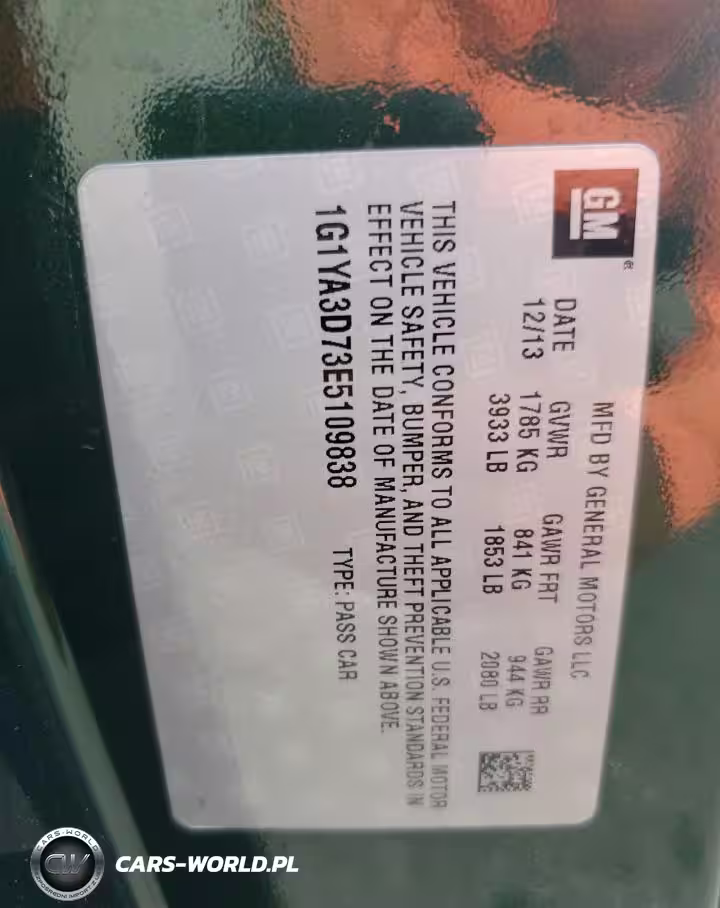 GM
MFD BY GENERAL MOTORS LLC
DATE GVWR GAWR FRT GAWR RR
12/13 1785 KG 841 KG 944 KG
3933 LB 1853 LB 2080 LB
THIS VEHICLE CONFORMS TO ALL APPLICABLE U.S. FEDERAL MOTOR
VEHICLE SAFETY, BUMPER, AND THEFT PREVENTION STANDARDS IN
EFFECT ON THE DATE OF MANUFACTURE SHOWN ABOVE.
1G1YA3D73E5109838 TYPE: PASS CAR
CARS-WORLD
CW
CARS-WORLD.PL